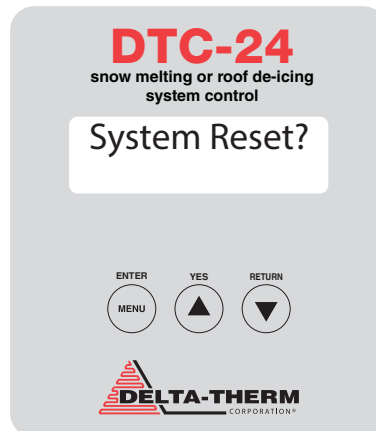 DTC-24
snow melting or roof de-icing
system control
System Reset?
ENTER YES RETURN
MENU
DELTA-THERM
CORPORATION®